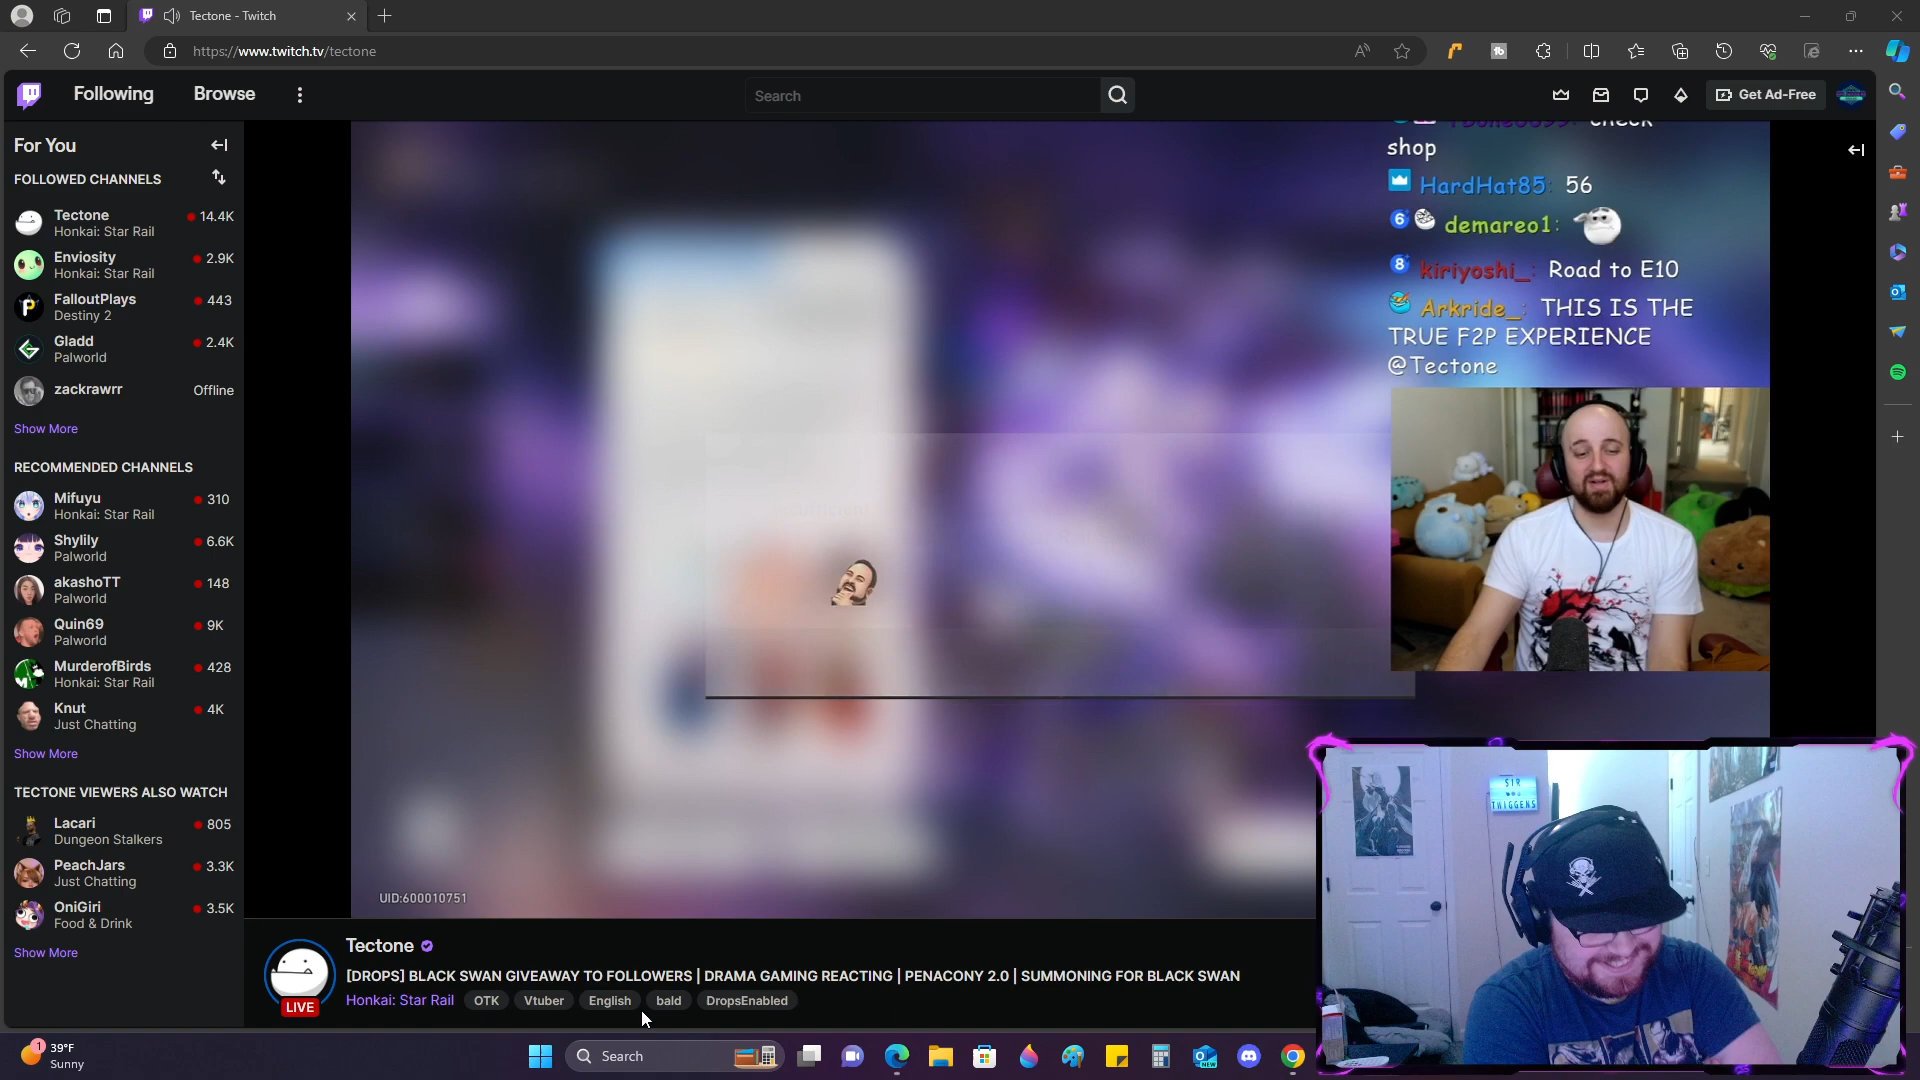 Tectone - Twitch
https://www.twitch.tv/tectone
Following
Browse
Search
Get Ad-Free
For You
FOLLOWED CHANNELS
Tectone
14.4K
Honkai: Star Rail
Enviosity
2.9K
Honkai: Star Rail
FalloutPlays
443
Destiny 2
Gladd
2.4K
Palworld
zackrawrr
Offline
Show More
RECOMMENDED CHANNELS
Mifuyu
310
Honkai: Star Rail
Shylily
6.6K
Palworld
akashoTT
148
Palworld
Quin69
9K
Palworld
MurderofBirds
428
Honkai: Star Rail
Knut
4K
Just Chatting
Show More
TECTONE VIEWERS ALSO WATCH
Lacari
805
Dungeon Stalkers
PeachJars
3.3K
Just Chatting
OniGiri
3.5K
Food & Drink
Show More
check
shop
HardHat85: 56
6 demareo1:
8 kiriyoshi_: Road to E10
Arkride_: THIS IS THE
TRUE F2P EXPERIENCE
@Tectone
UID:600010751
SIR
TWIGGENS
Tectone
[DROPS] BLACK SWAN GIVEAWAY TO FOLLOWERS | DRAMA GAMING REACTING | PENACONY 2.0 | SUMMONING FOR BLACK SWAN
LIVE
Honkai: Star Rail
OTK
Vtuber
English
bald
DropsEnabled
1
39°F
Sunny
Search
NEW